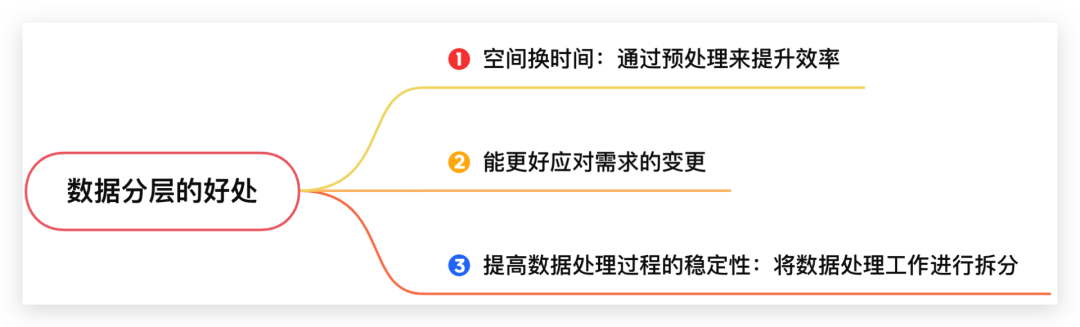 数据分层的好处
1 空间换时间：通过预处理来提升效率
2 能更好应对需求的变更
3 提高数据处理过程的稳定性：将数据处理工作进行拆分